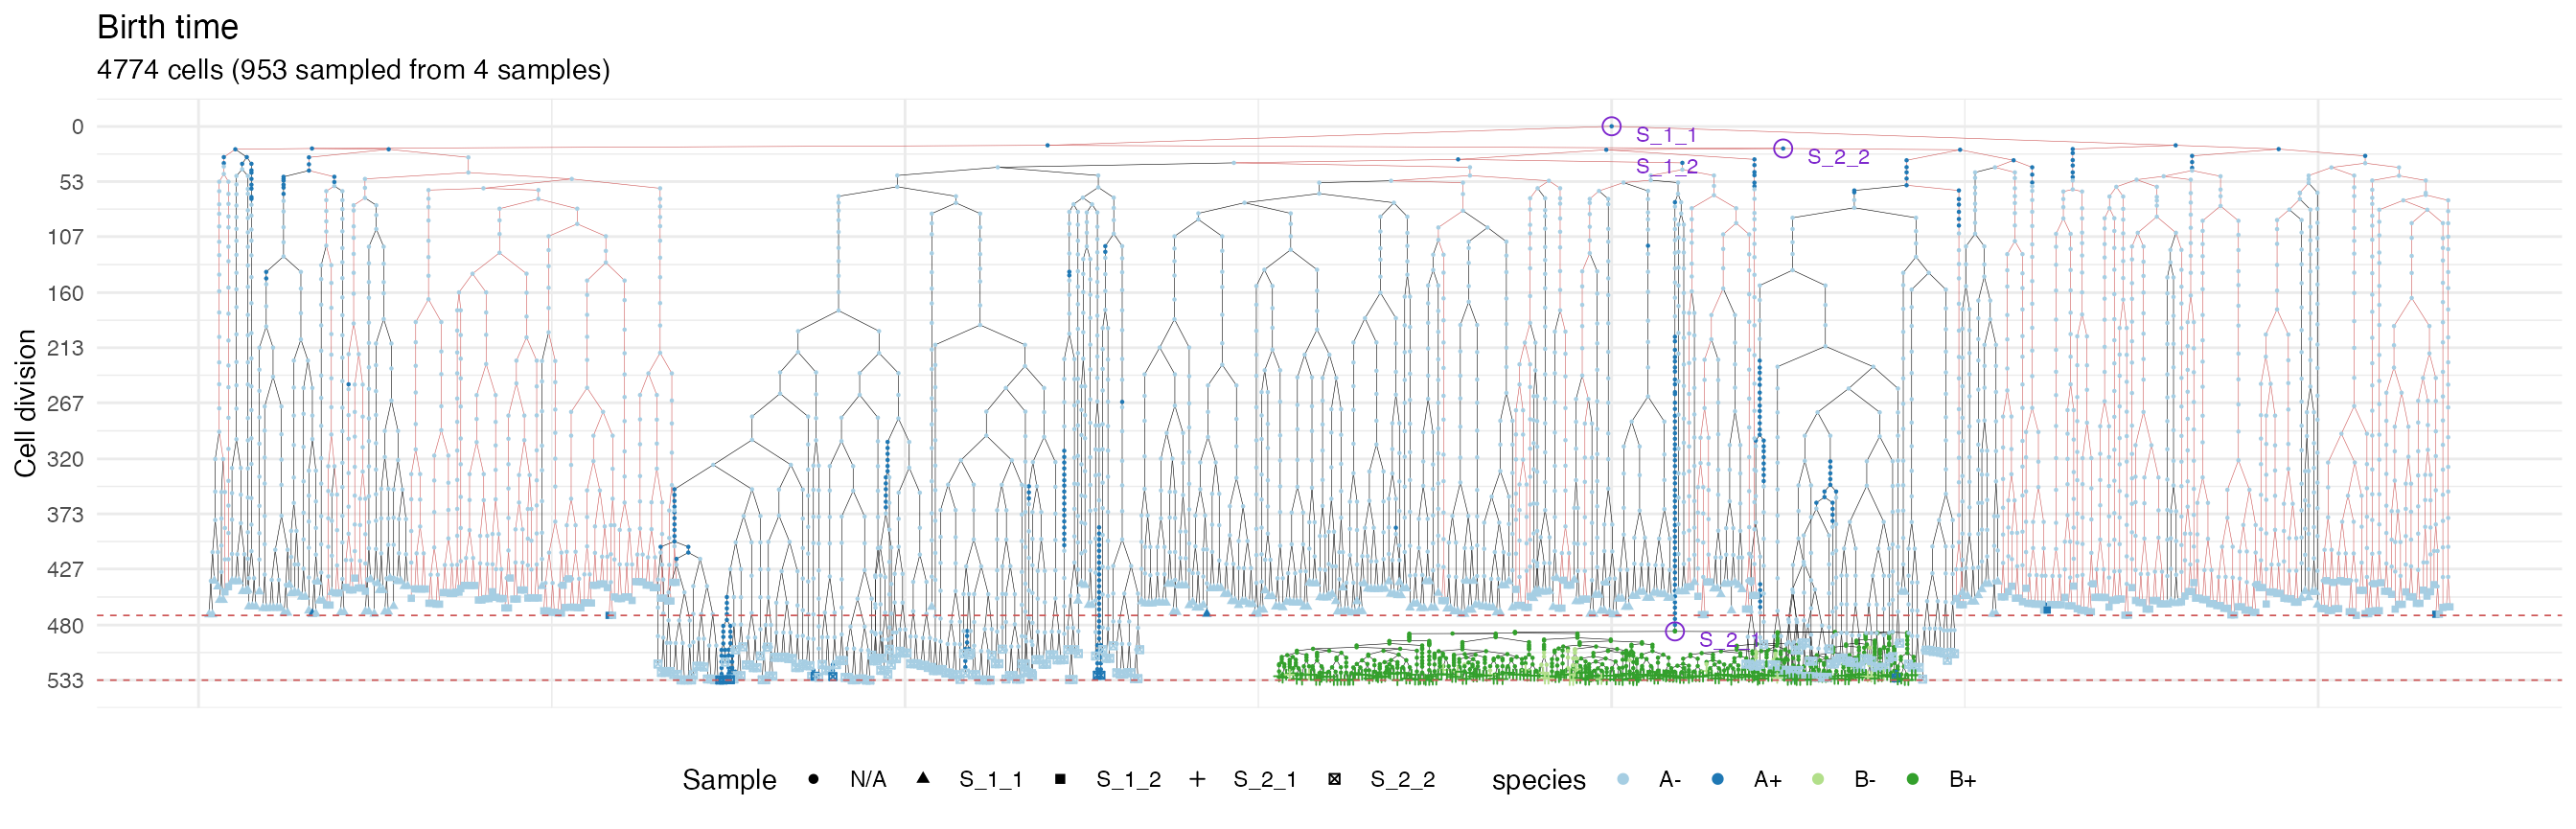 Birth time
4774 cells (953 sampled from 4 samples)
Cell division
0
53
107
160
213
267
320
373
427
480
533
S_1_1
S_2_2
S_1_2
S_2_1
Sample N/A S_1_1 S_1_2 S_2_1 S_2_2 species A- A+ B- B+